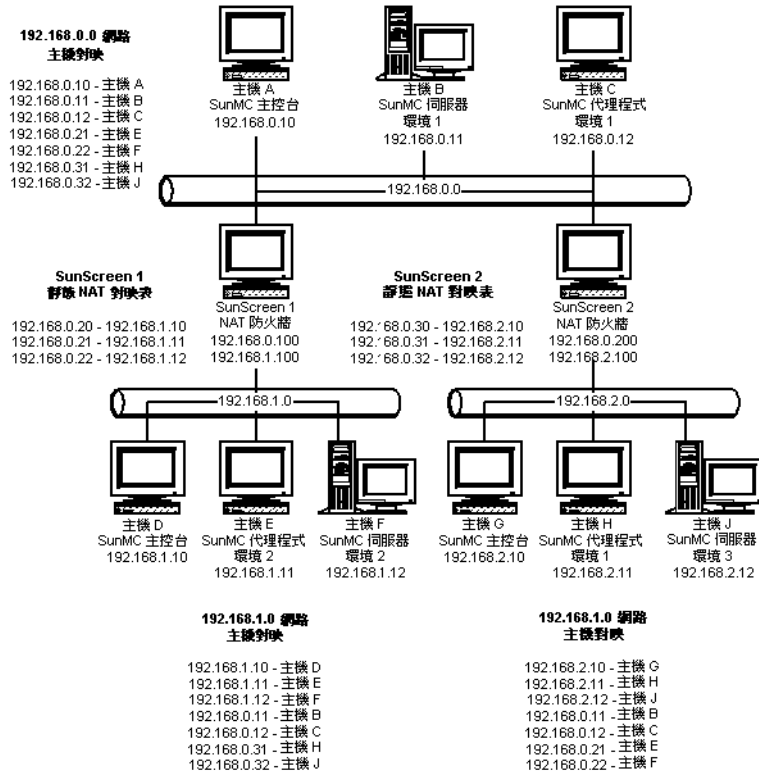 192.168.0.0 網路
主機對映
192.168.0.10 - 主機 A
192.168.0.11 - 主機 B
192.168.0.12 - 主機 C
192.168.0.21 - 主機 E
192.168.0.22 - 主機 F
192.168.0.31 - 主機 H
192.168.0.32 - 主機 J
主機 A
SunMC 主控台
192.168.0.10
主機 B
SunMC 伺服器
環境 1
192.168.0.11
主機 C
SunMC 代理程式
環境 1
192.168.0.12
192.168.0.0
SunScreen 1
靜態 NAT 對映表
192.168.0.20 - 192.168.1.10
192.168.0.21 - 192.168.1.11
192.168.0.22 - 192.168.1.12
SunScreen 1
NAT 防火牆
192.168.0.100
192.168.1.100
SunScreen 2
靜態 NAT 對映表
192.168.0.30 - 192.168.2.10
192.168.0.31 - 192.168.2.11
192.168.0.32 - 192.168.2.12
SunScreen 2
NAT 防火牆
192.168.0.200
192.168.2.100
192.168.1.0
192.168.2.0
主機 D
SunMC 主控台
192.168.1.10
主機 E
SunMC 代理程式
環境 2
192.168.1.11
主機 F
SunMC 伺服器
環境 2
192.168.1.12
主機 G
SunMC 主控台
192.168.2.10
主機 H
SunMC 代理程式
環境 1
192.168.2.11
主機 J
SunMC 伺服器
環境 3
192.168.2.12
192.168.1.0 網路
主機對映
192.168.1.10 - 主機 D
192.168.1.11 - 主機 E
192.168.1.12 - 主機 F
192.168.0.11 - 主機 B
192.168.0.12 - 主機 C
192.168.0.31 - 主機 H
192.168.0.32 - 主機 J
192.168.1.0 網路
主機對映
192.168.2.10 - 主機 G
192.168.2.11 - 主機 H
192.168.2.12 - 主機 J
192.168.0.11 - 主機 B
192.168.0.12 - 主機 C
192.168.0.21 - 主機 E
192.168.0.22 - 主機 F